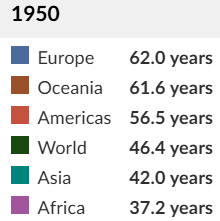 1950
Europe 62.0 years
Oceania 61.6 years
Americas 56.5 years
World 46.4 years
Asia 42.0 years
Africa 37.2 years